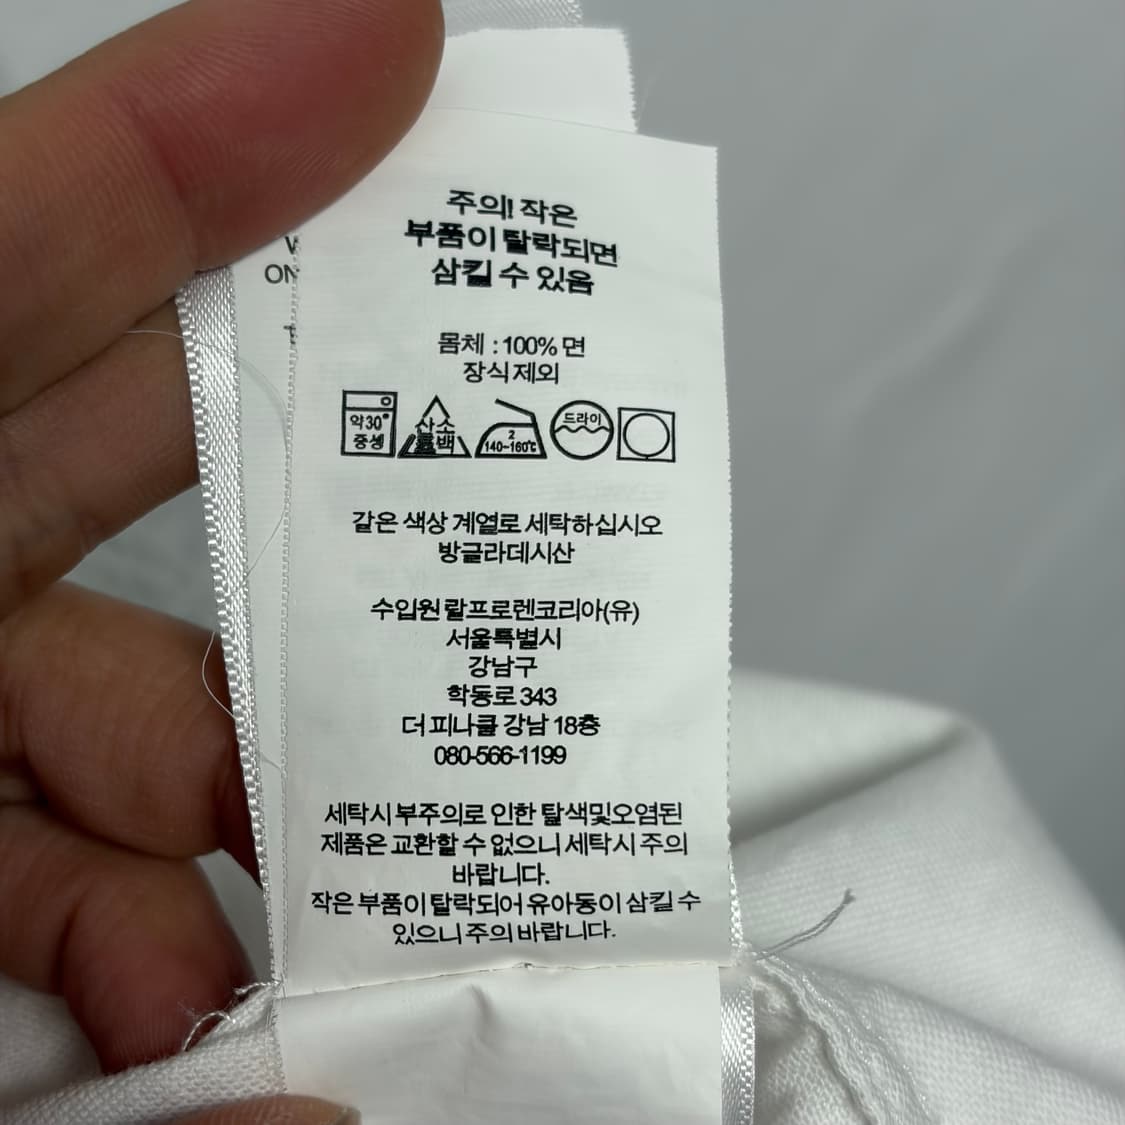 주의! 작은
부품이 탈락되면
삼킬 수 있음
ON
몸체 : 100% 면
장식 제외
약30°
중성
산소
표백
2
140~160℃
드라이
같은 색상 계열로 세탁하십시오
방글라데시산
수입원 랄프로렌코리아(유)
서울특별시
강남구
학동로 343
더 피나클 강남 18층
080-566-1199
세탁시 부주의로 인한 탈색및오염된
제품은 교환할 수 없으니 세탁시 주의
바랍니다.
작은 부품이 탈락되어 유아동이 삼킬 수
있으니 주의 바랍니다.